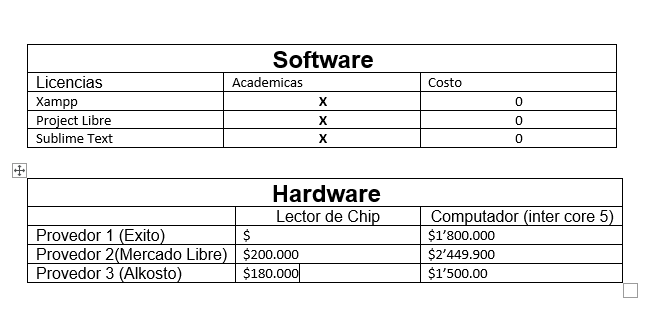 Software
Licencias Academicas Costo
Xampp X 0
Project Libre X 0
Sublime Text X 0
Hardware
Lector de Chip Computador (inter core 5)
Provedor 1 (Exito) $ $1’800.000
Provedor 2(Mercado Libre) $200.000 $2’449.900
Provedor 3 (Alkosto) $180.000 $1’500.00